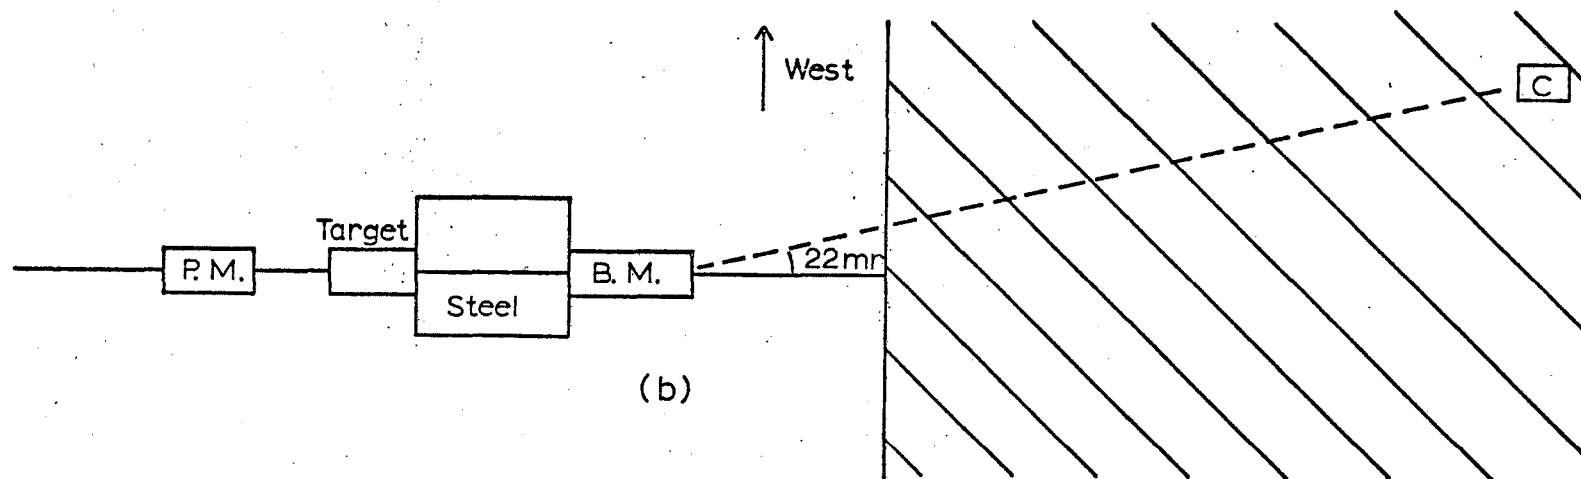 West
C
Target
P. M.
B. M.
22mr
Steel
(b)